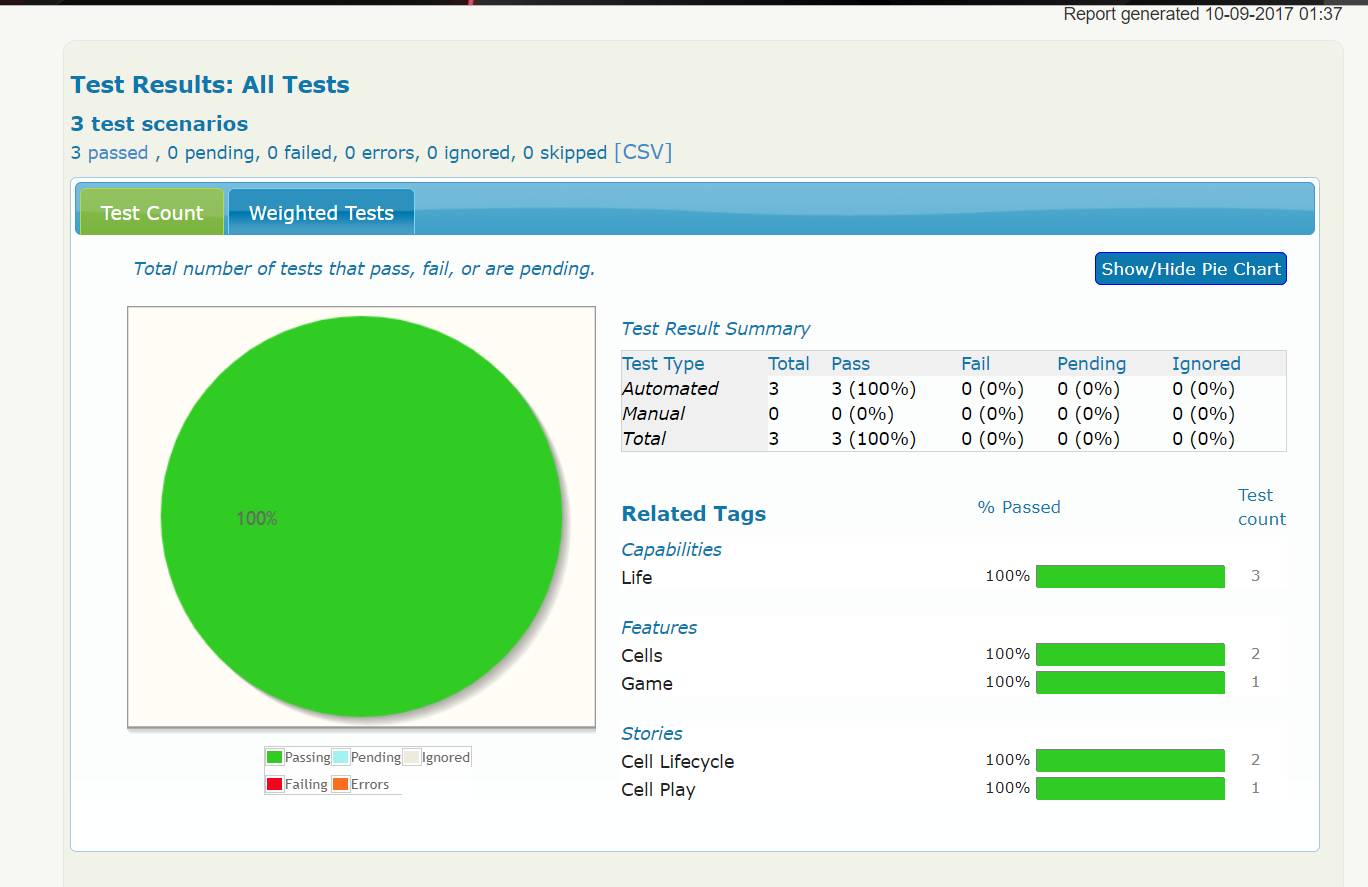 Report generated 10-09-2017 01:37
Test Results: All Tests
3 test scenarios
3 passed , 0 pending, 0 failed, 0 errors, 0 ignored, 0 skipped [CSV]
Test Count Weighted Tests
Total number of tests that pass, fail, or are pending.
Show/Hide Pie Chart
100%
Passing Pending Ignored
Failing Errors
Test Result Summary
Test Type Total Pass Fail Pending Ignored
Automated 3 3 (100%) 0 (0%) 0 (0%) 0 (0%)
Manual 0 0 (0%) 0 (0%) 0 (0%) 0 (0%)
Total 3 3 (100%) 0 (0%) 0 (0%) 0 (0%)
Related Tags % Passed Test count
Capabilities
Life 100% 3
Features
Cells 100% 2
Game 100% 1
Stories
Cell Lifecycle 100% 2
Cell Play 100% 1